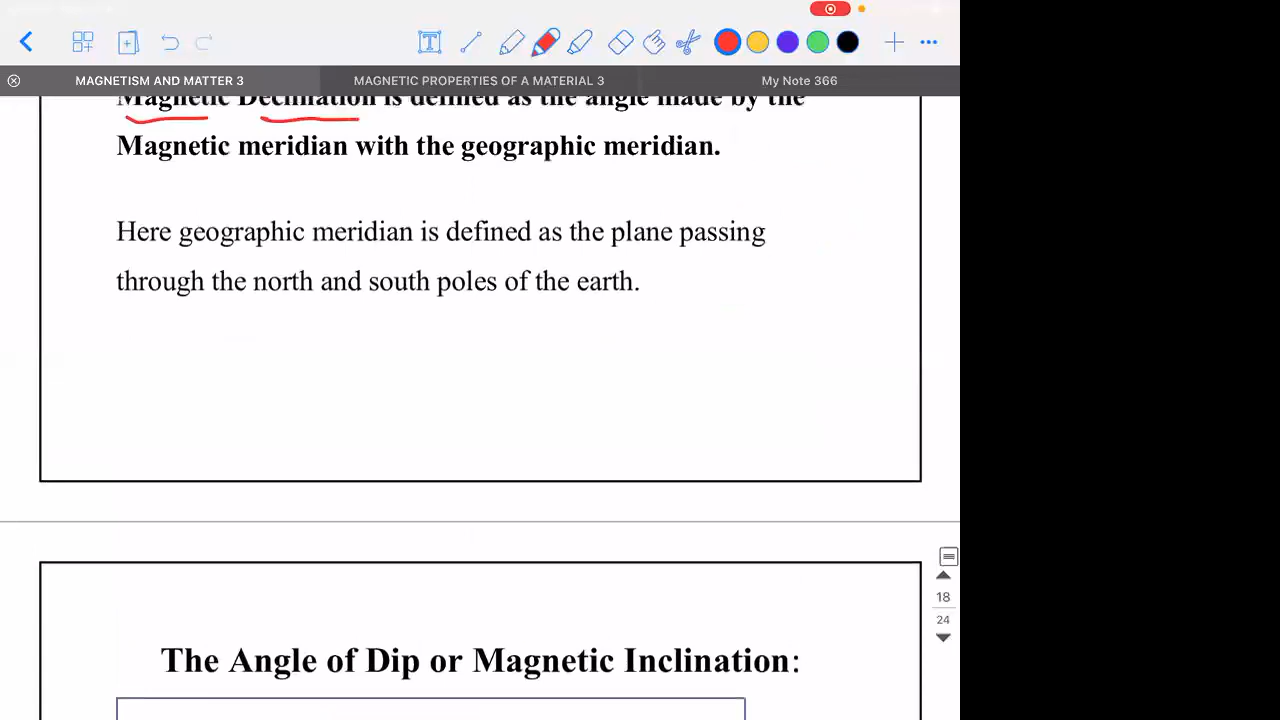 MAGNETISM AND MATTER 3
MAGNETIC PROPERTIES OF A MATERIAL 3
My Note 366
Magnetic Declination is defined as the angle made by the
Magnetic meridian with the geographic meridian.
Here geographic meridian is defined as the plane passing
through the north and south poles of the earth.
18
24
The Angle of Dip or Magnetic Inclination: